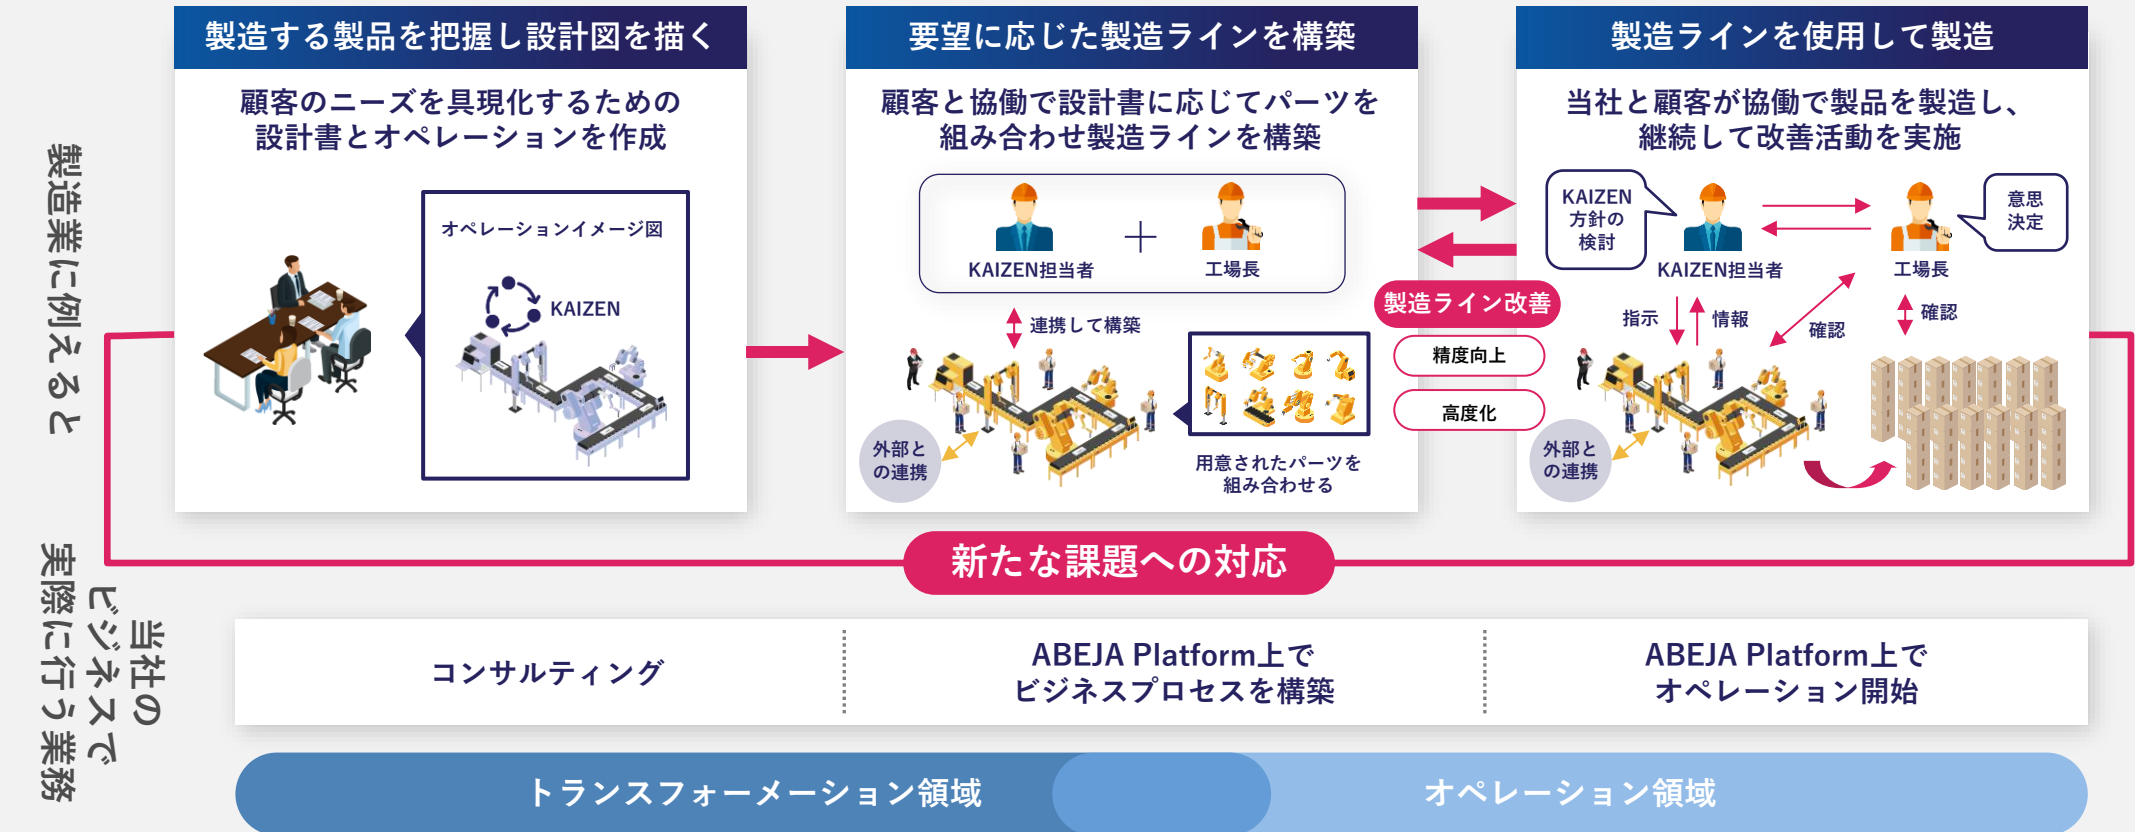 製造業に例えると
製造する製品を把握し設計図を描く
顧客のニーズを具現化するための
設計書とオペレーションを作成
オペレーションイメージ図
KAIZEN
要望に応じた製造ラインを構築
顧客と協働で設計書に応じてパーツを
組み合わせ製造ラインを構築
KAIZEN担当者
＋
工場長
連携して構築
外部と
の連携
用意されたパーツを
組み合わせる
製造ライン改善
精度向上
高度化
製造ラインを使用して製造
当社と顧客が協働で製品を製造し、
継続して改善活動を実施
KAIZEN
方針の
検討
KAIZEN担当者
工場長
意思
決定
指示
情報
確認
確認
外部と
の連携
新たな課題への対応
当社の
ビジネスで
実際に行う業務
コンサルティング
ABEJA Platform上で
ビジネスプロセスを構築
ABEJA Platform上で
オペレーション開始
トランスフォーメーション領域
オペレーション領域